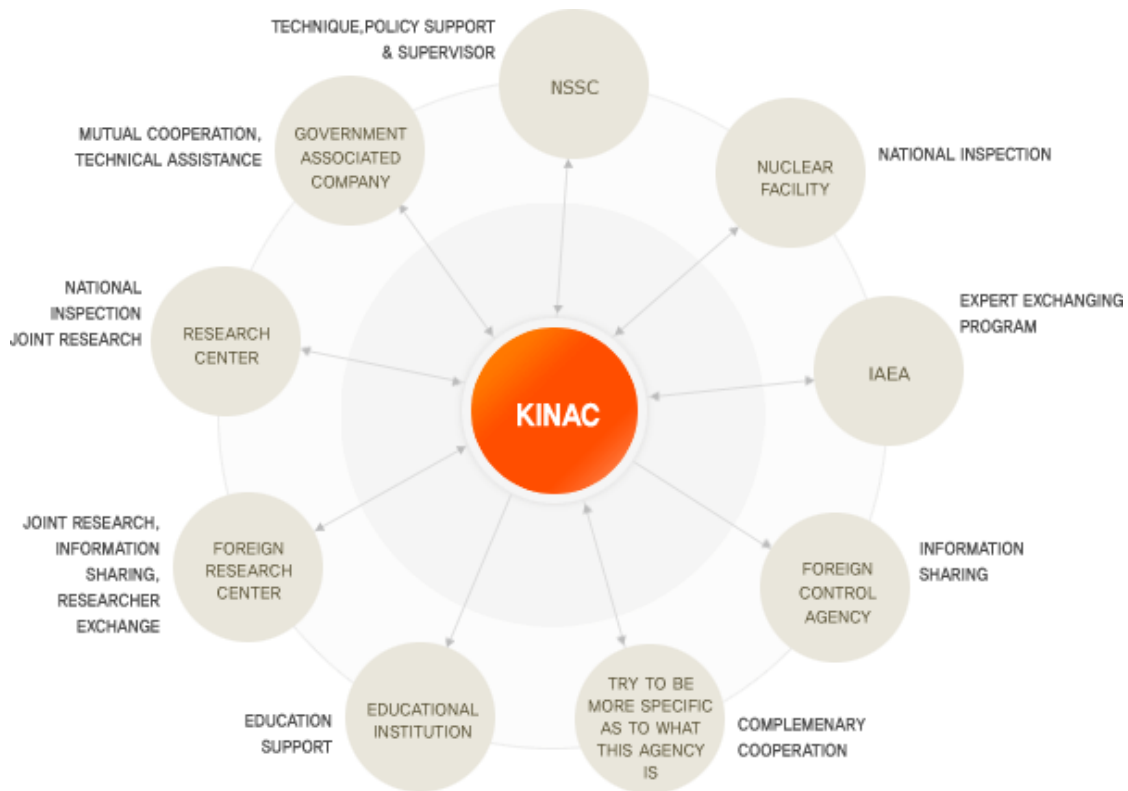 TECHNIQUE,POLICY SUPPORT
& SUPERVISOR
NSSC
MUTUAL COOPERATION,
TECHNICAL ASSISTANCE
GOVERNMENT
ASSOCIATED
COMPANY
NUCLEAR
FACILITY
NATIONAL INSPECTION
NATIONAL
INSPECTION
JOINT RESEARCH
RESEARCH
CENTER
IAEA
EXPERT EXCHANGING
PROGRAM
KINAC
JOINT RESEARCH,
INFORMATION
SHARING,
RESEARCHER
EXCHANGE
FOREIGN
RESEARCH
CENTER
FOREIGN
CONTROL
AGENCY
INFORMATION
SHARING
EDUCATION
SUPPORT
EDUCATIONAL
INSTITUTION
TRY TO BE
MORE SPECIFIC
AS TO WHAT
THIS AGENCY
IS
COMPLEMENARY
COOPERATION